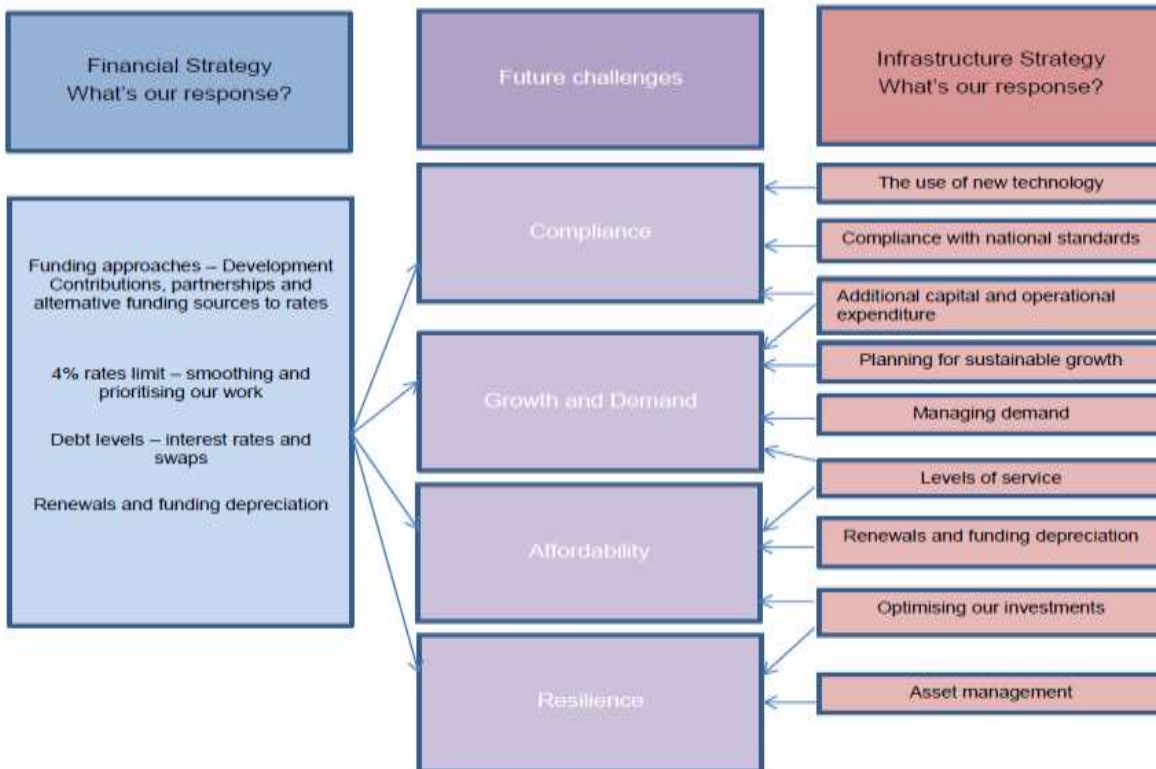 Financial Strategy
What's our response?
Funding approaches – Development
Contributions, partnerships and
alternative funding sources to rates
4% rates limit – smoothing and
prioritising our work
Debt levels – interest rates and
swaps
Renewals and funding depreciation
Future challenges
Compliance
Growth and Demand
Affordability
Resilience
Infrastructure Strategy
What's our response?
The use of new technology
Compliance with national standards
Additional capital and operational
expenditure
Planning for sustainable growth
Managing demand
Levels of service
Renewals and funding depreciation
Optimising our investments
Asset management